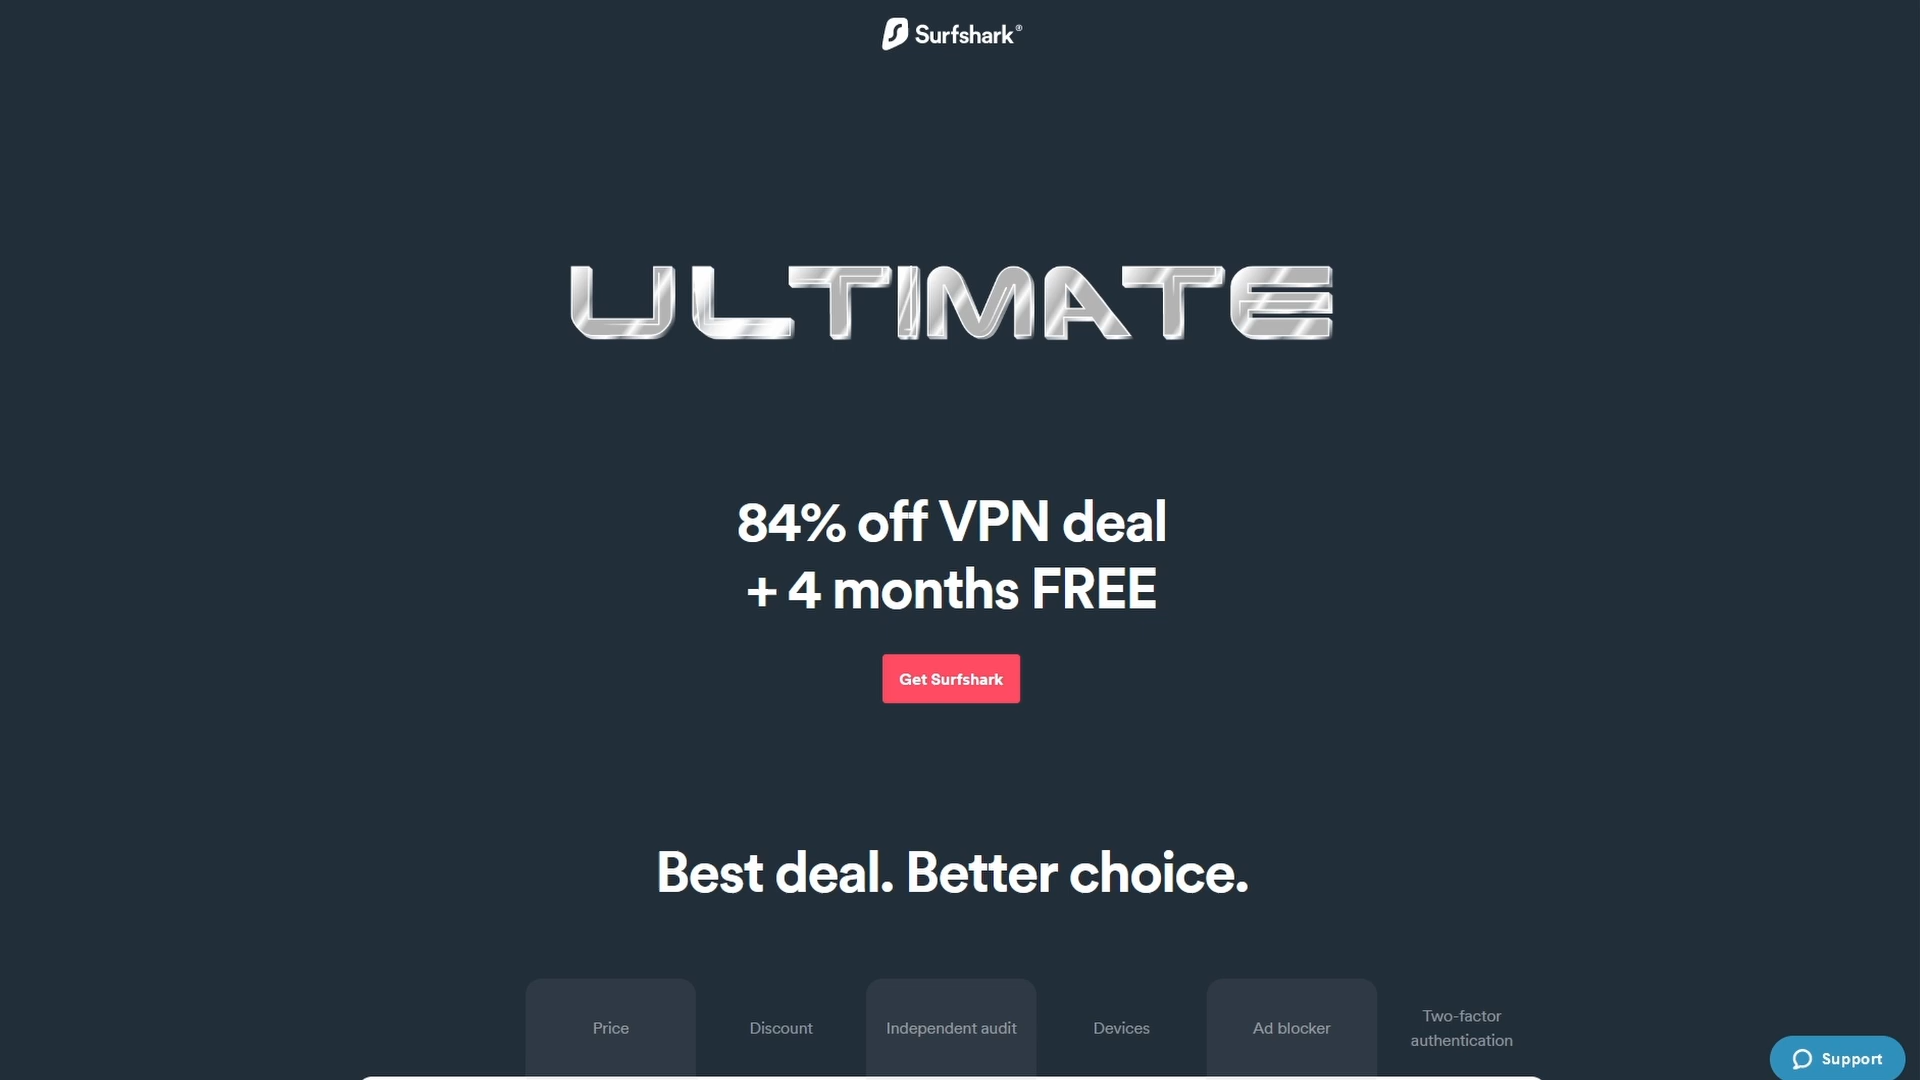 Surfshark®
ULTIMATE
84% off VPN deal
+ 4 months FREE
Get Surfshark
Best deal. Better choice.
Price
Discount
Independent audit
Devices
Ad blocker
Two-factor
authentication
Support